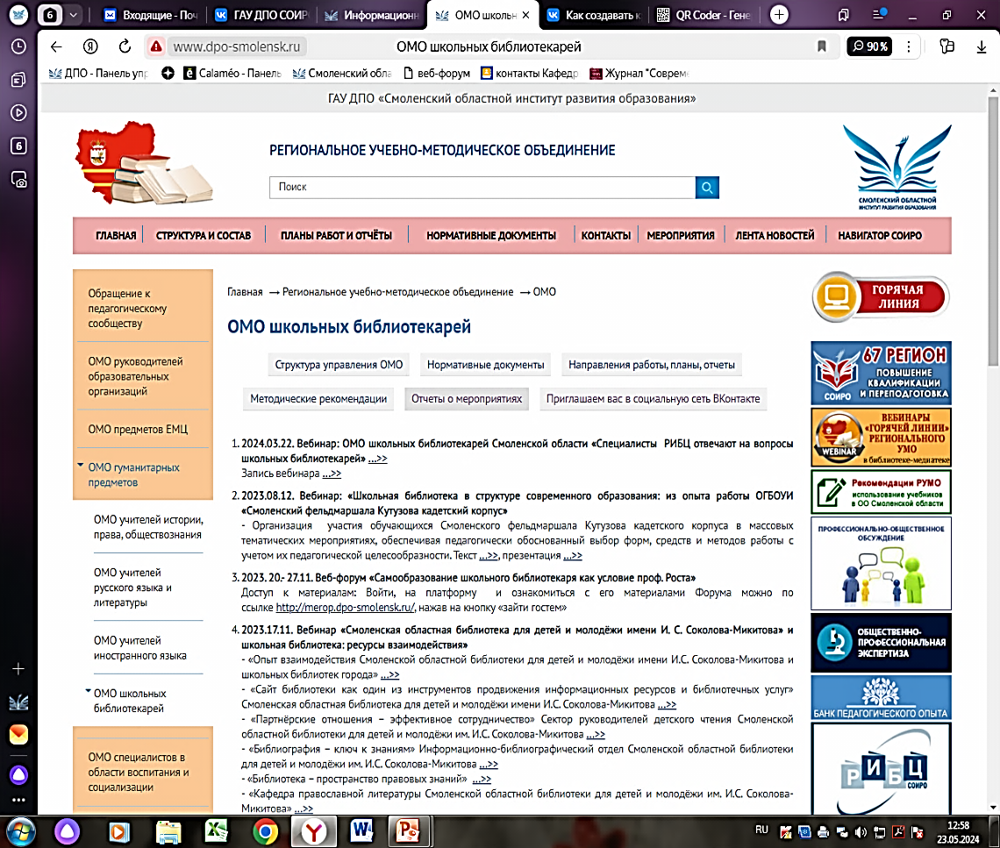 6 Входящие - Поч ГАУ ДПО СОИР Информацион ОМО школьн Как создавать к QR Coder - Гене
www.dpo-smolensk.ru ОМО школьных библиотекарей 90%
ДПО - Панель упр Calaméo - Панель Смоленский обла веб-форум контакты Кафедр Журнал "Совреме
ГАУ ДПО «Смоленский областной институт развития образования»
РЕГИОНАЛЬНОЕ УЧЕБНО-МЕТОДИЧЕСКОЕ ОБЪЕДИНЕНИЕ
Поиск
СМОЛЕНСКИЙ ОБЛАСТНОЙ
ИНСТИТУТ РАЗВИТИЯ ОБРАЗОВАНИЯ
ГЛАВНАЯ СТРУКТУРА И СОСТАВ ПЛАНЫ РАБОТ И ОТЧЁТЫ НОРМАТИВНЫЕ ДОКУМЕНТЫ КОНТАКТЫ МЕРОПРИЯТИЯ ЛЕНТА НОВОСТЕЙ НАВИГАТОР СОИРО
Обращение к
педагогическому
сообществу
ОМО руководителей
образовательных
организаций
ОМО предметов ЕМЦ
ОМО гуманитарных
предметов
ОМО учителей истории,
права, обществознания
ОМО учителей
русского языка и
литературы
ОМО учителей
иностранного языка
ОМО школьных
библиотекарей
ОМО специалистов в
области воспитания и
социализации
Главная → Региональное учебно-методическое объединение → ОМО
ОМО школьных библиотекарей
Структура управления ОМО Нормативные документы Направления работы, планы, отчеты
Методические рекомендации Отчеты о мероприятиях Приглашаем вас в социальную сеть ВКонтакте
1. 2024.03.22. Вебинар: ОМО школьных библиотекарей Смоленской области «Специалисты РИБЦ отвечают на вопросы
школьных библиотекарей» ...>>
Запись вебинара ...>>
2. 2023.08.12. Вебинар: «Школьная библиотека в структуре современного образования: из опыта работы ОГБОУИ
«Смоленский фельдмаршала Кутузова кадетский корпус»
- Организация участия обучающихся Смоленского фельдмаршала Кутузова кадетского корпуса в массовых
тематических мероприятиях, обеспечивая педагогически обоснованный выбор форм, средств и методов работы с
учетом их педагогической целесообразности. Текст ...>>, презентация ...>>
3. 2023. 20.- 27.11. Веб-форум «Самообразование школьного библиотекаря как условие проф. Роста»
Доступ к материалам: Войти, на платформу и ознакомиться с его материалами Форума можно по
ссылке http://merop.dpo-smolensk.ru/, нажав на кнопку «зайти гостем»
4. 2023.17.11. Вебинар «Смоленская областная библиотека для детей и молодёжи имени И. С. Соколова-Микитова» и
школьная библиотека: ресурсы взаимодействия»
- «Опыт взаимодействия Смоленской областной библиотеки для детей и молодёжи имени И.С. Соколова-Микитова и
школьных библиотек города» ...>>
- «Сайт библиотеки как один из инструментов продвижения информационных ресурсов и библиотечных услуг»
Смоленская областная библиотека для детей и молодёжи имени И.С. Соколова-Микитова ...>>
- «Партнёрские отношения – эффективное сотрудничество» Сектор руководителей детского чтения Смоленской
областной библиотеки для детей и молодёжи им. И.С. Соколова-Микитова ...>>
- «Библиография – ключ к знаниям» Информационно-библиографический отдел Смоленской областной библиотеки
для детей и молодёжи им. И.С. Соколова-Микитова ...>>
- «Библиотека – пространство правовых знаний» ...>>
- «Кафедра православной литературы Смоленской областной библиотеки для детей и молодёжи им. И.С. Соколова-
Микитова» ...>>
ГОРЯЧАЯ
ЛИНИЯ
67 РЕГИОН
ПОВЫШЕНИЕ
КВАЛИФИКАЦИИ
И ПЕРЕПОДГОТОВКА
СОИРО
ВЕБИНАРЫ
«ГОРЯЧЕЙ ЛИНИИ»
РЕГИОНАЛЬНОГО
УМО
в библиотеке-медиатеке
WEBINAR
Рекомендации РУМО
использование учебников
в ОО Смоленской области
ПРОФЕССИОНАЛЬНО-ОБЩЕСТВЕННОЕ
ОБСУЖДЕНИЕ
ОБЩЕСТВЕННО-
ПРОФЕССИОНАЛЬНАЯ
ЭКСПЕРТИЗА
БАНК ПЕДАГОГИЧЕСКОГО ОПЫТА
РИБЦ
СОИРО
6
RU
12:58
23.05.2024